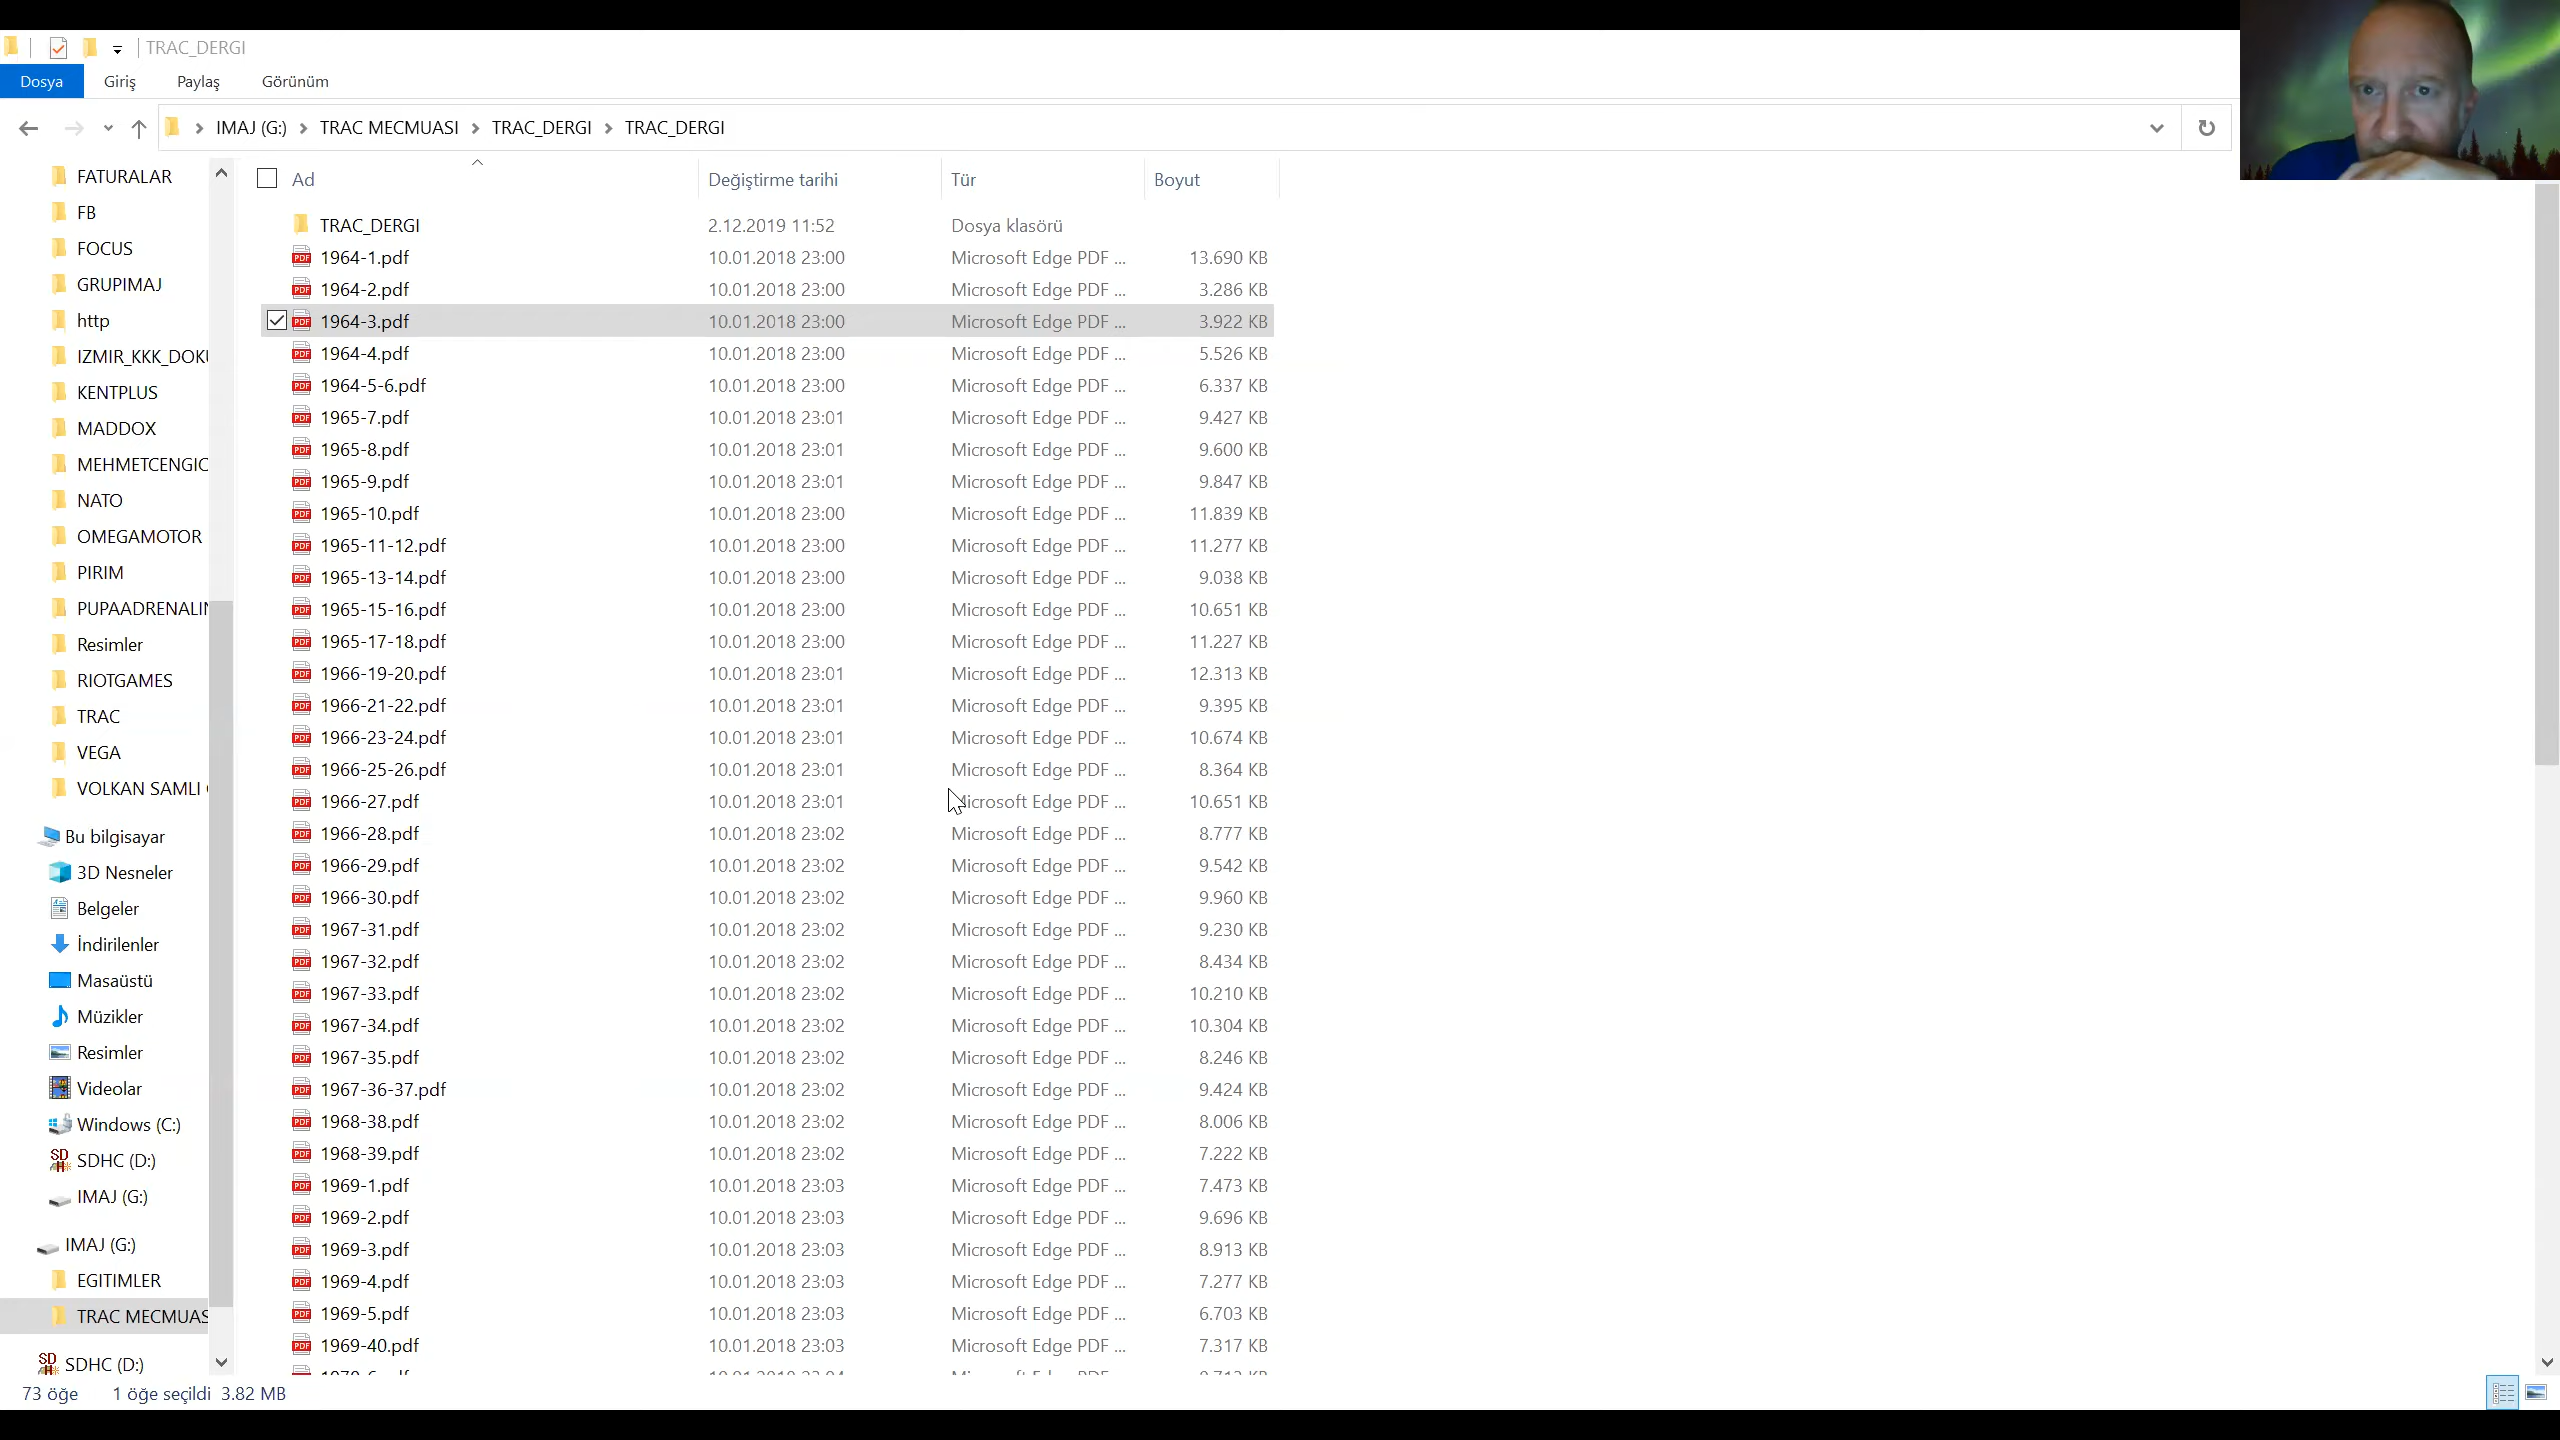 TRAC_DERGI
Dosya Giriş Paylaş Görünüm
IMAJ (G:) TRAC MECMUASI TRAC_DERGI TRAC_DERGI
FATURALAR
FB
FOCUS
GRUPIMAJ
http
IZMIR_KKK_DOKU
KENTPLUS
MADDOX
MEHMETCENGIC
NATO
OMEGAMOTOR
PIRIM
PUPAADRENALIN
Resimler
RIOTGAMES
TRAC
VEGA
VOLKAN SAMLI
Bu bilgisayar
3D Nesneler
Belgeler
İndirilenler
Masaüstü
Müzikler
Resimler
Videolar
Windows (C:)
SDHC (D:)
IMAJ (G:)
IMAJ (G:)
EGITIMLER
TRAC MECMUAS
SDHC (D:)
Ad Değiştirme tarihi Tür Boyut
TRAC_DERGI 2.12.2019 11:52 Dosya klasörü
1964-1.pdf 10.01.2018 23:00 Microsoft Edge PDF ... 13.690 KB
1964-2.pdf 10.01.2018 23:00 Microsoft Edge PDF ... 3.286 KB
1964-3.pdf 10.01.2018 23:00 Microsoft Edge PDF ... 3.922 KB
1964-4.pdf 10.01.2018 23:00 Microsoft Edge PDF ... 5.526 KB
1964-5-6.pdf 10.01.2018 23:00 Microsoft Edge PDF ... 6.337 KB
1965-7.pdf 10.01.2018 23:01 Microsoft Edge PDF ... 9.427 KB
1965-8.pdf 10.01.2018 23:01 Microsoft Edge PDF ... 9.600 KB
1965-9.pdf 10.01.2018 23:01 Microsoft Edge PDF ... 9.847 KB
1965-10.pdf 10.01.2018 23:00 Microsoft Edge PDF ... 11.839 KB
1965-11-12.pdf 10.01.2018 23:00 Microsoft Edge PDF ... 11.277 KB
1965-13-14.pdf 10.01.2018 23:00 Microsoft Edge PDF ... 9.038 KB
1965-15-16.pdf 10.01.2018 23:00 Microsoft Edge PDF ... 10.651 KB
1965-17-18.pdf 10.01.2018 23:00 Microsoft Edge PDF ... 11.227 KB
1966-19-20.pdf 10.01.2018 23:01 Microsoft Edge PDF ... 12.313 KB
1966-21-22.pdf 10.01.2018 23:01 Microsoft Edge PDF ... 9.395 KB
1966-23-24.pdf 10.01.2018 23:01 Microsoft Edge PDF ... 10.674 KB
1966-25-26.pdf 10.01.2018 23:01 Microsoft Edge PDF ... 8.364 KB
1966-27.pdf 10.01.2018 23:01 Microsoft Edge PDF ... 10.651 KB
1966-28.pdf 10.01.2018 23:02 Microsoft Edge PDF ... 8.777 KB
1966-29.pdf 10.01.2018 23:02 Microsoft Edge PDF ... 9.542 KB
1966-30.pdf 10.01.2018 23:02 Microsoft Edge PDF ... 9.960 KB
1967-31.pdf 10.01.2018 23:02 Microsoft Edge PDF ... 9.230 KB
1967-32.pdf 10.01.2018 23:02 Microsoft Edge PDF ... 8.434 KB
1967-33.pdf 10.01.2018 23:02 Microsoft Edge PDF ... 10.210 KB
1967-34.pdf 10.01.2018 23:02 Microsoft Edge PDF ... 10.304 KB
1967-35.pdf 10.01.2018 23:02 Microsoft Edge PDF ... 8.246 KB
1967-36-37.pdf 10.01.2018 23:02 Microsoft Edge PDF ... 9.424 KB
1968-38.pdf 10.01.2018 23:02 Microsoft Edge PDF ... 8.006 KB
1968-39.pdf 10.01.2018 23:02 Microsoft Edge PDF ... 7.222 KB
1969-1.pdf 10.01.2018 23:03 Microsoft Edge PDF ... 7.473 KB
1969-2.pdf 10.01.2018 23:03 Microsoft Edge PDF ... 9.696 KB
1969-3.pdf 10.01.2018 23:03 Microsoft Edge PDF ... 8.913 KB
1969-4.pdf 10.01.2018 23:03 Microsoft Edge PDF ... 7.277 KB
1969-5.pdf 10.01.2018 23:03 Microsoft Edge PDF ... 6.703 KB
1969-40.pdf 10.01.2018 23:03 Microsoft Edge PDF ... 7.317 KB
73 öğe 1 öğe seçildi 3.82 MB